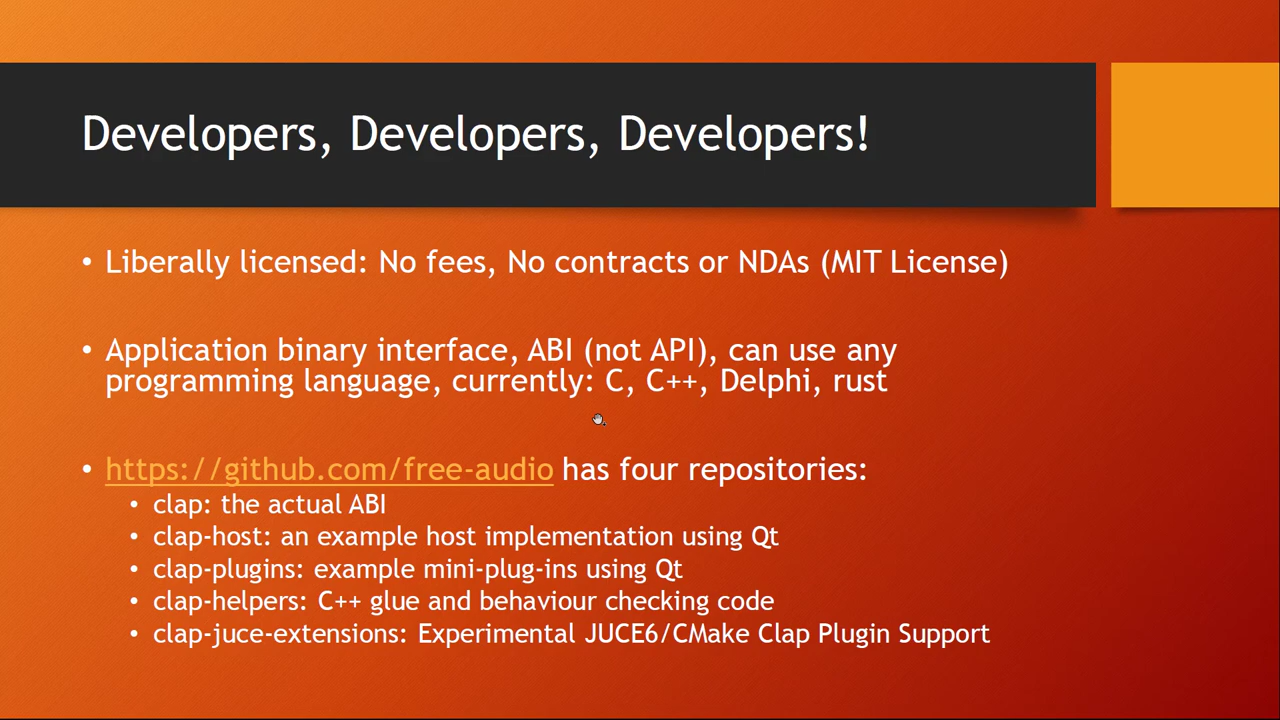 Developers, Developers, Developers!
• Liberally licensed: No fees, No contracts or NDAs (MIT License)
• Application binary interface, ABI (not API), can use any
programming language, currently: C, C++, Delphi, rust
• https://github.com/free-audio has four repositories:
• clap: the actual ABI
• clap-host: an example host implementation using Qt
• clap-plugins: example mini-plug-ins using Qt
• clap-helpers: C++ glue and behaviour checking code
• clap-juce-extensions: Experimental JUCE6/CMake Clap Plugin Support